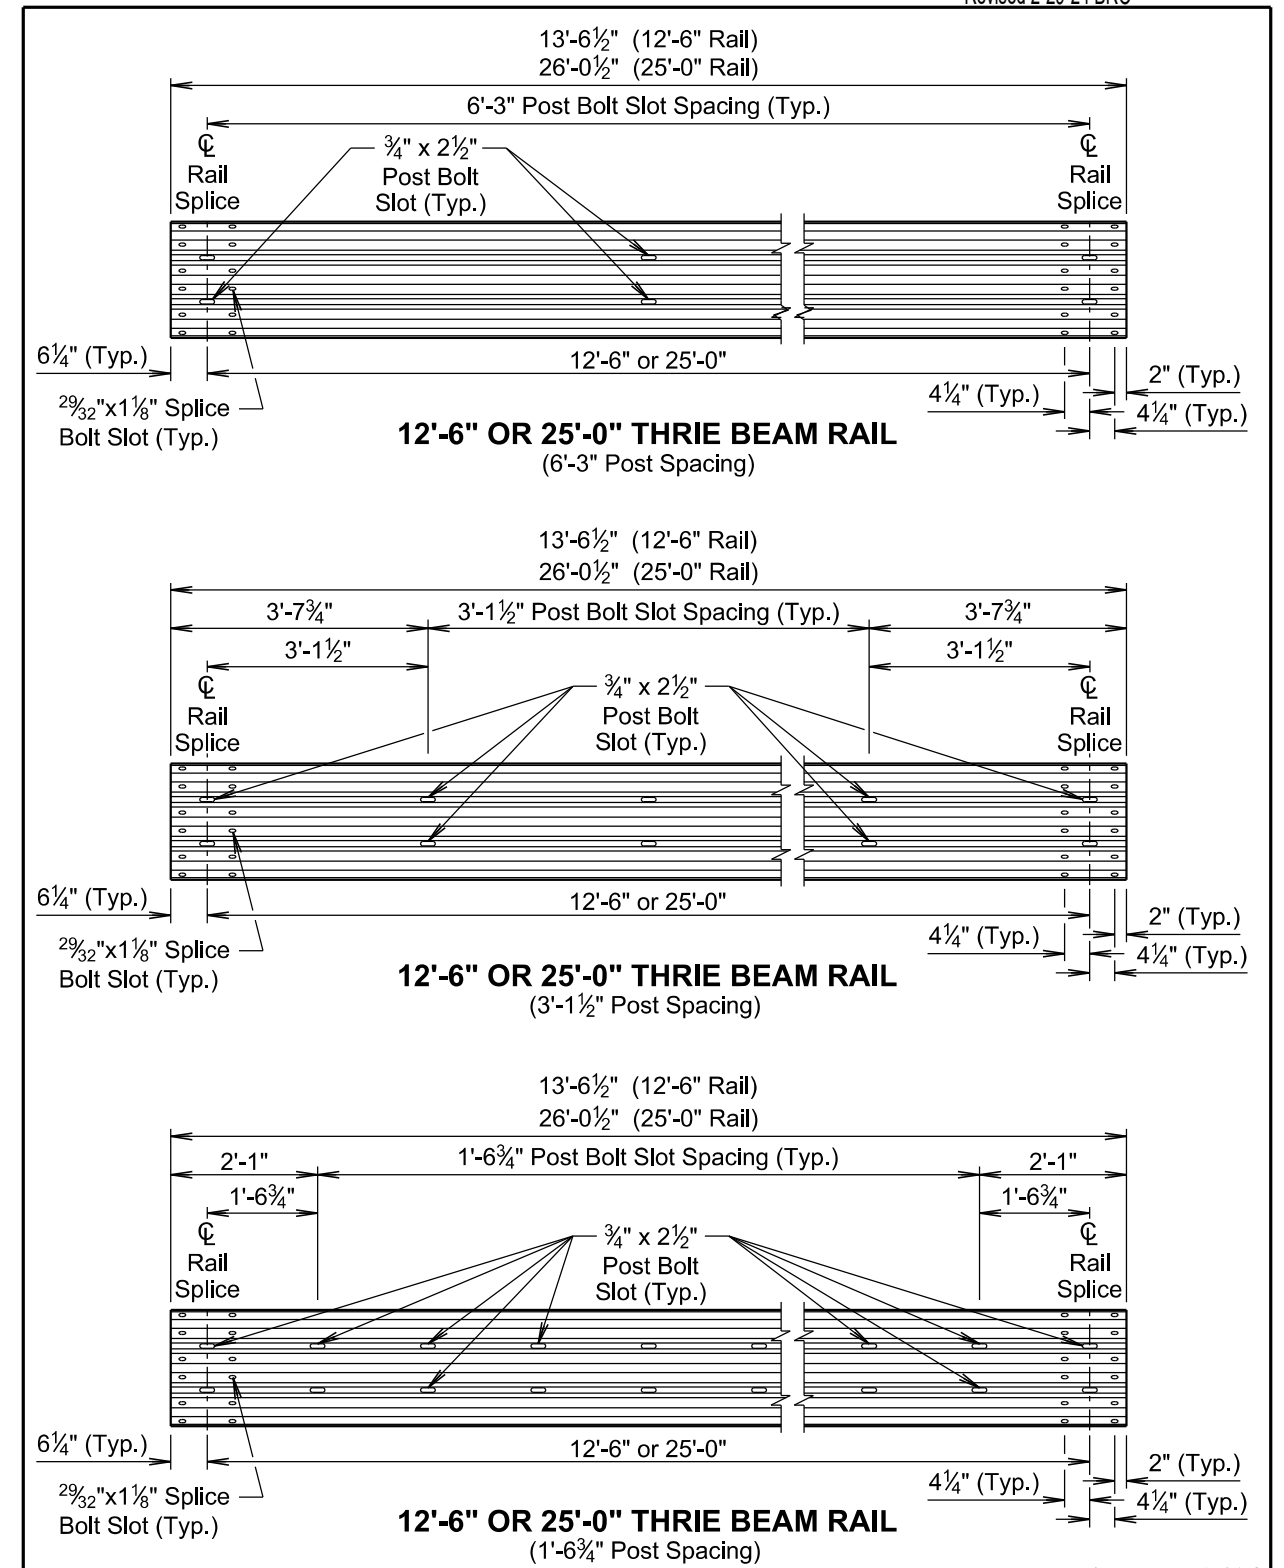 13'-6½" (12'-6" Rail)
26'-0½" (25'-0" Rail)
6'-3" Post Bolt Slot Spacing (Typ.)
℄ Rail Splice
¾" x 2½"
Post Bolt
Slot (Typ.)
℄ Rail Splice
6¼" (Typ.)
12'-6" or 25'-0"
2" (Typ.)
4¼" (Typ.)
4¼" (Typ.)
²⁹⁄₃₂"x1⅛" Splice
Bolt Slot (Typ.)
12'-6" OR 25'-0" THRIE BEAM RAIL
(6'-3" Post Spacing)
13'-6½" (12'-6" Rail)
26'-0½" (25'-0" Rail)
3'-7¾"
3'-1½" Post Bolt Slot Spacing (Typ.)
3'-7¾"
3'-1½"
3'-1½"
℄ Rail Splice
¾" x 2½"
Post Bolt
Slot (Typ.)
℄ Rail Splice
6¼" (Typ.)
12'-6" or 25'-0"
2" (Typ.)
4¼" (Typ.)
4¼" (Typ.)
²⁹⁄₃₂"x1⅛" Splice
Bolt Slot (Typ.)
12'-6" OR 25'-0" THRIE BEAM RAIL
(3'-1½" Post Spacing)
13'-6½" (12'-6" Rail)
26'-0½" (25'-0" Rail)
2'-1"
1'-6¾" Post Bolt Slot Spacing (Typ.)
2'-1"
1'-6¾"
1'-6¾"
℄ Rail Splice
¾" x 2½"
Post Bolt
Slot (Typ.)
℄ Rail Splice
6¼" (Typ.)
12'-6" or 25'-0"
2" (Typ.)
4¼" (Typ.)
4¼" (Typ.)
²⁹⁄₃₂"x1⅛" Splice
Bolt Slot (Typ.)
12'-6" OR 25'-0" THRIE BEAM RAIL
(1'-6¾" Post Spacing)